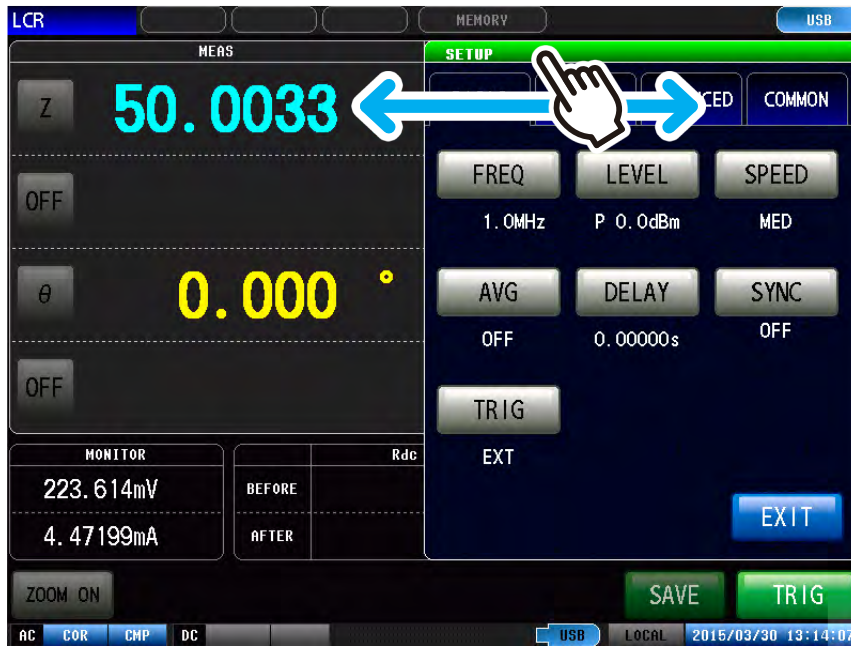 LCR MEMORY USB
MEAS
Z 50.0033
OFF
θ 0.000 °
OFF
MONITOR Rdc
223.614mV BEFORE
4.47199mA AFTER
SETUP
COMMON
FREQ LEVEL SPEED
1.0MHz P 0.0dBm MED
AVG DELAY SYNC
OFF 0.00000s OFF
TRIG
EXT
EXIT
ZOOM ON SAVE TRIG
AC COR CMP DC USB LOCAL 2015/03/30 13:14:07